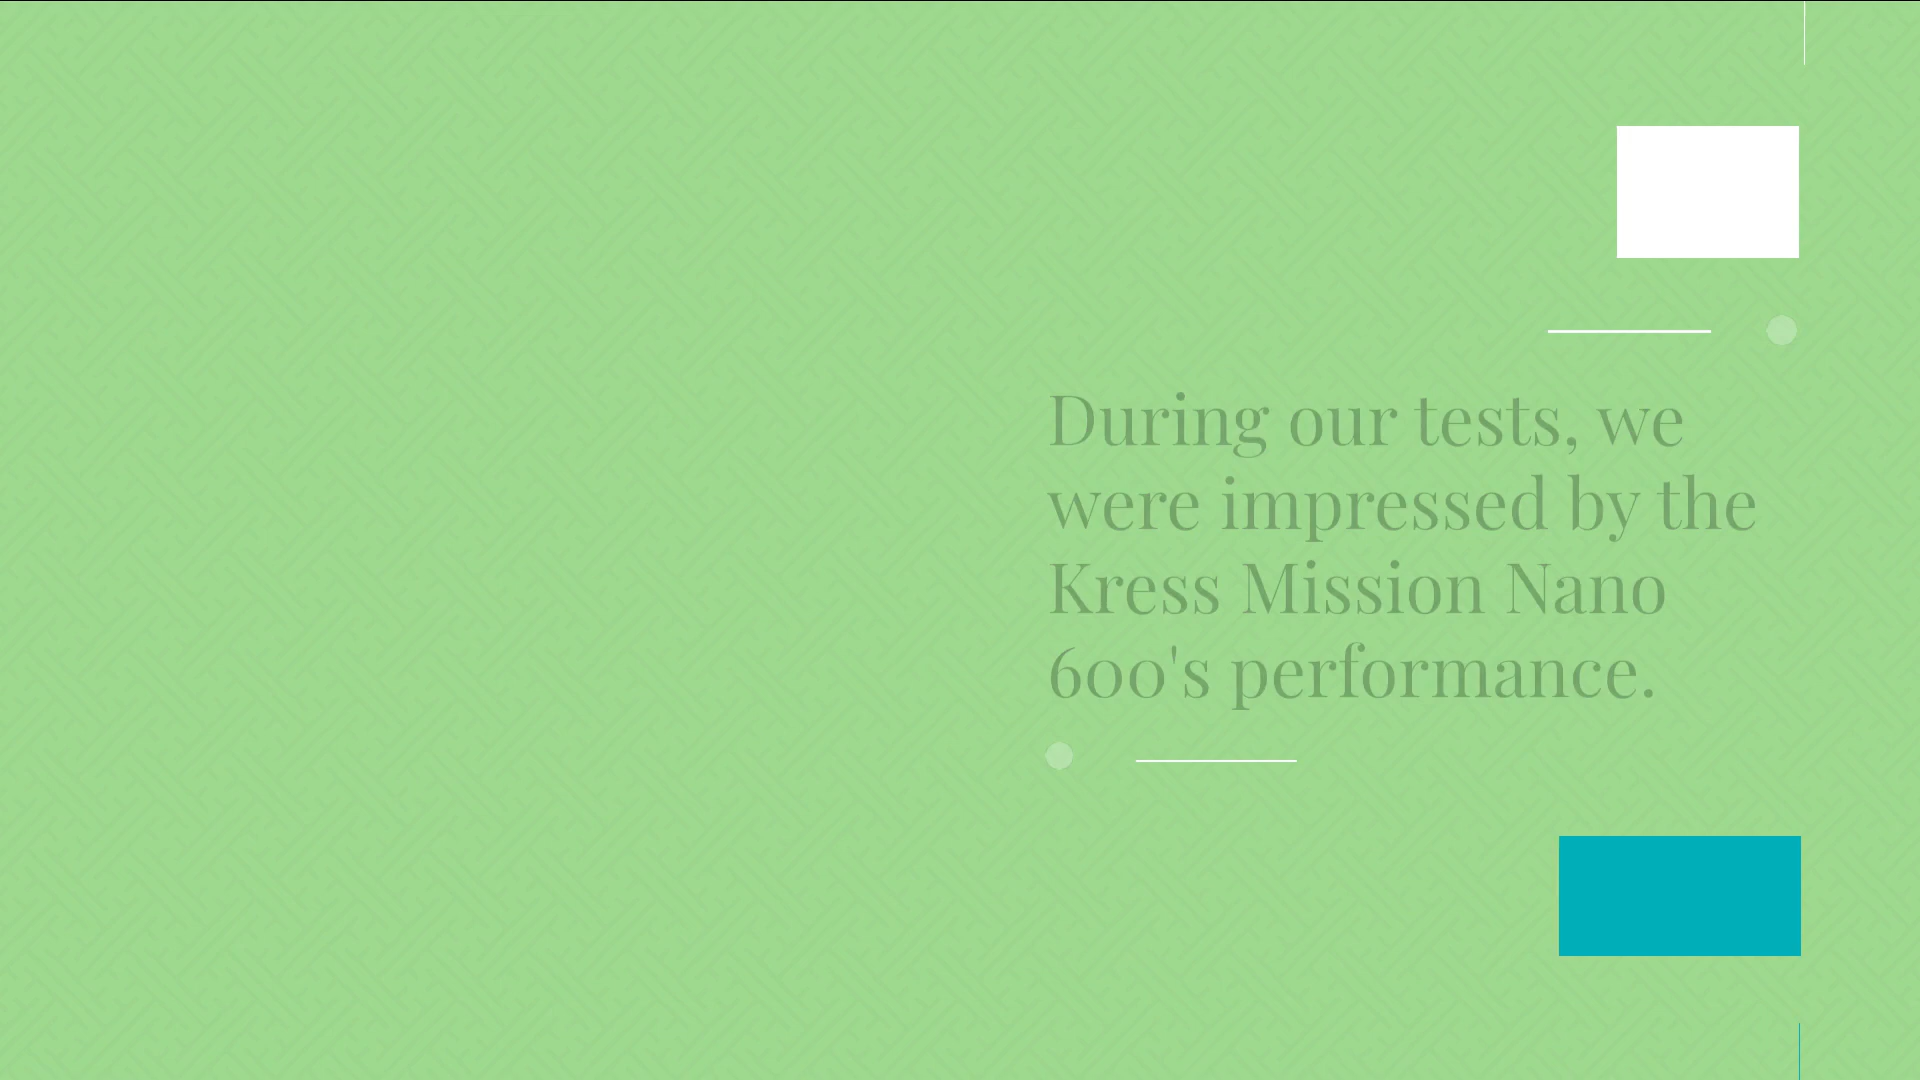 During our tests, we
were impressed by the
Kress Mission Nano
600's performance.